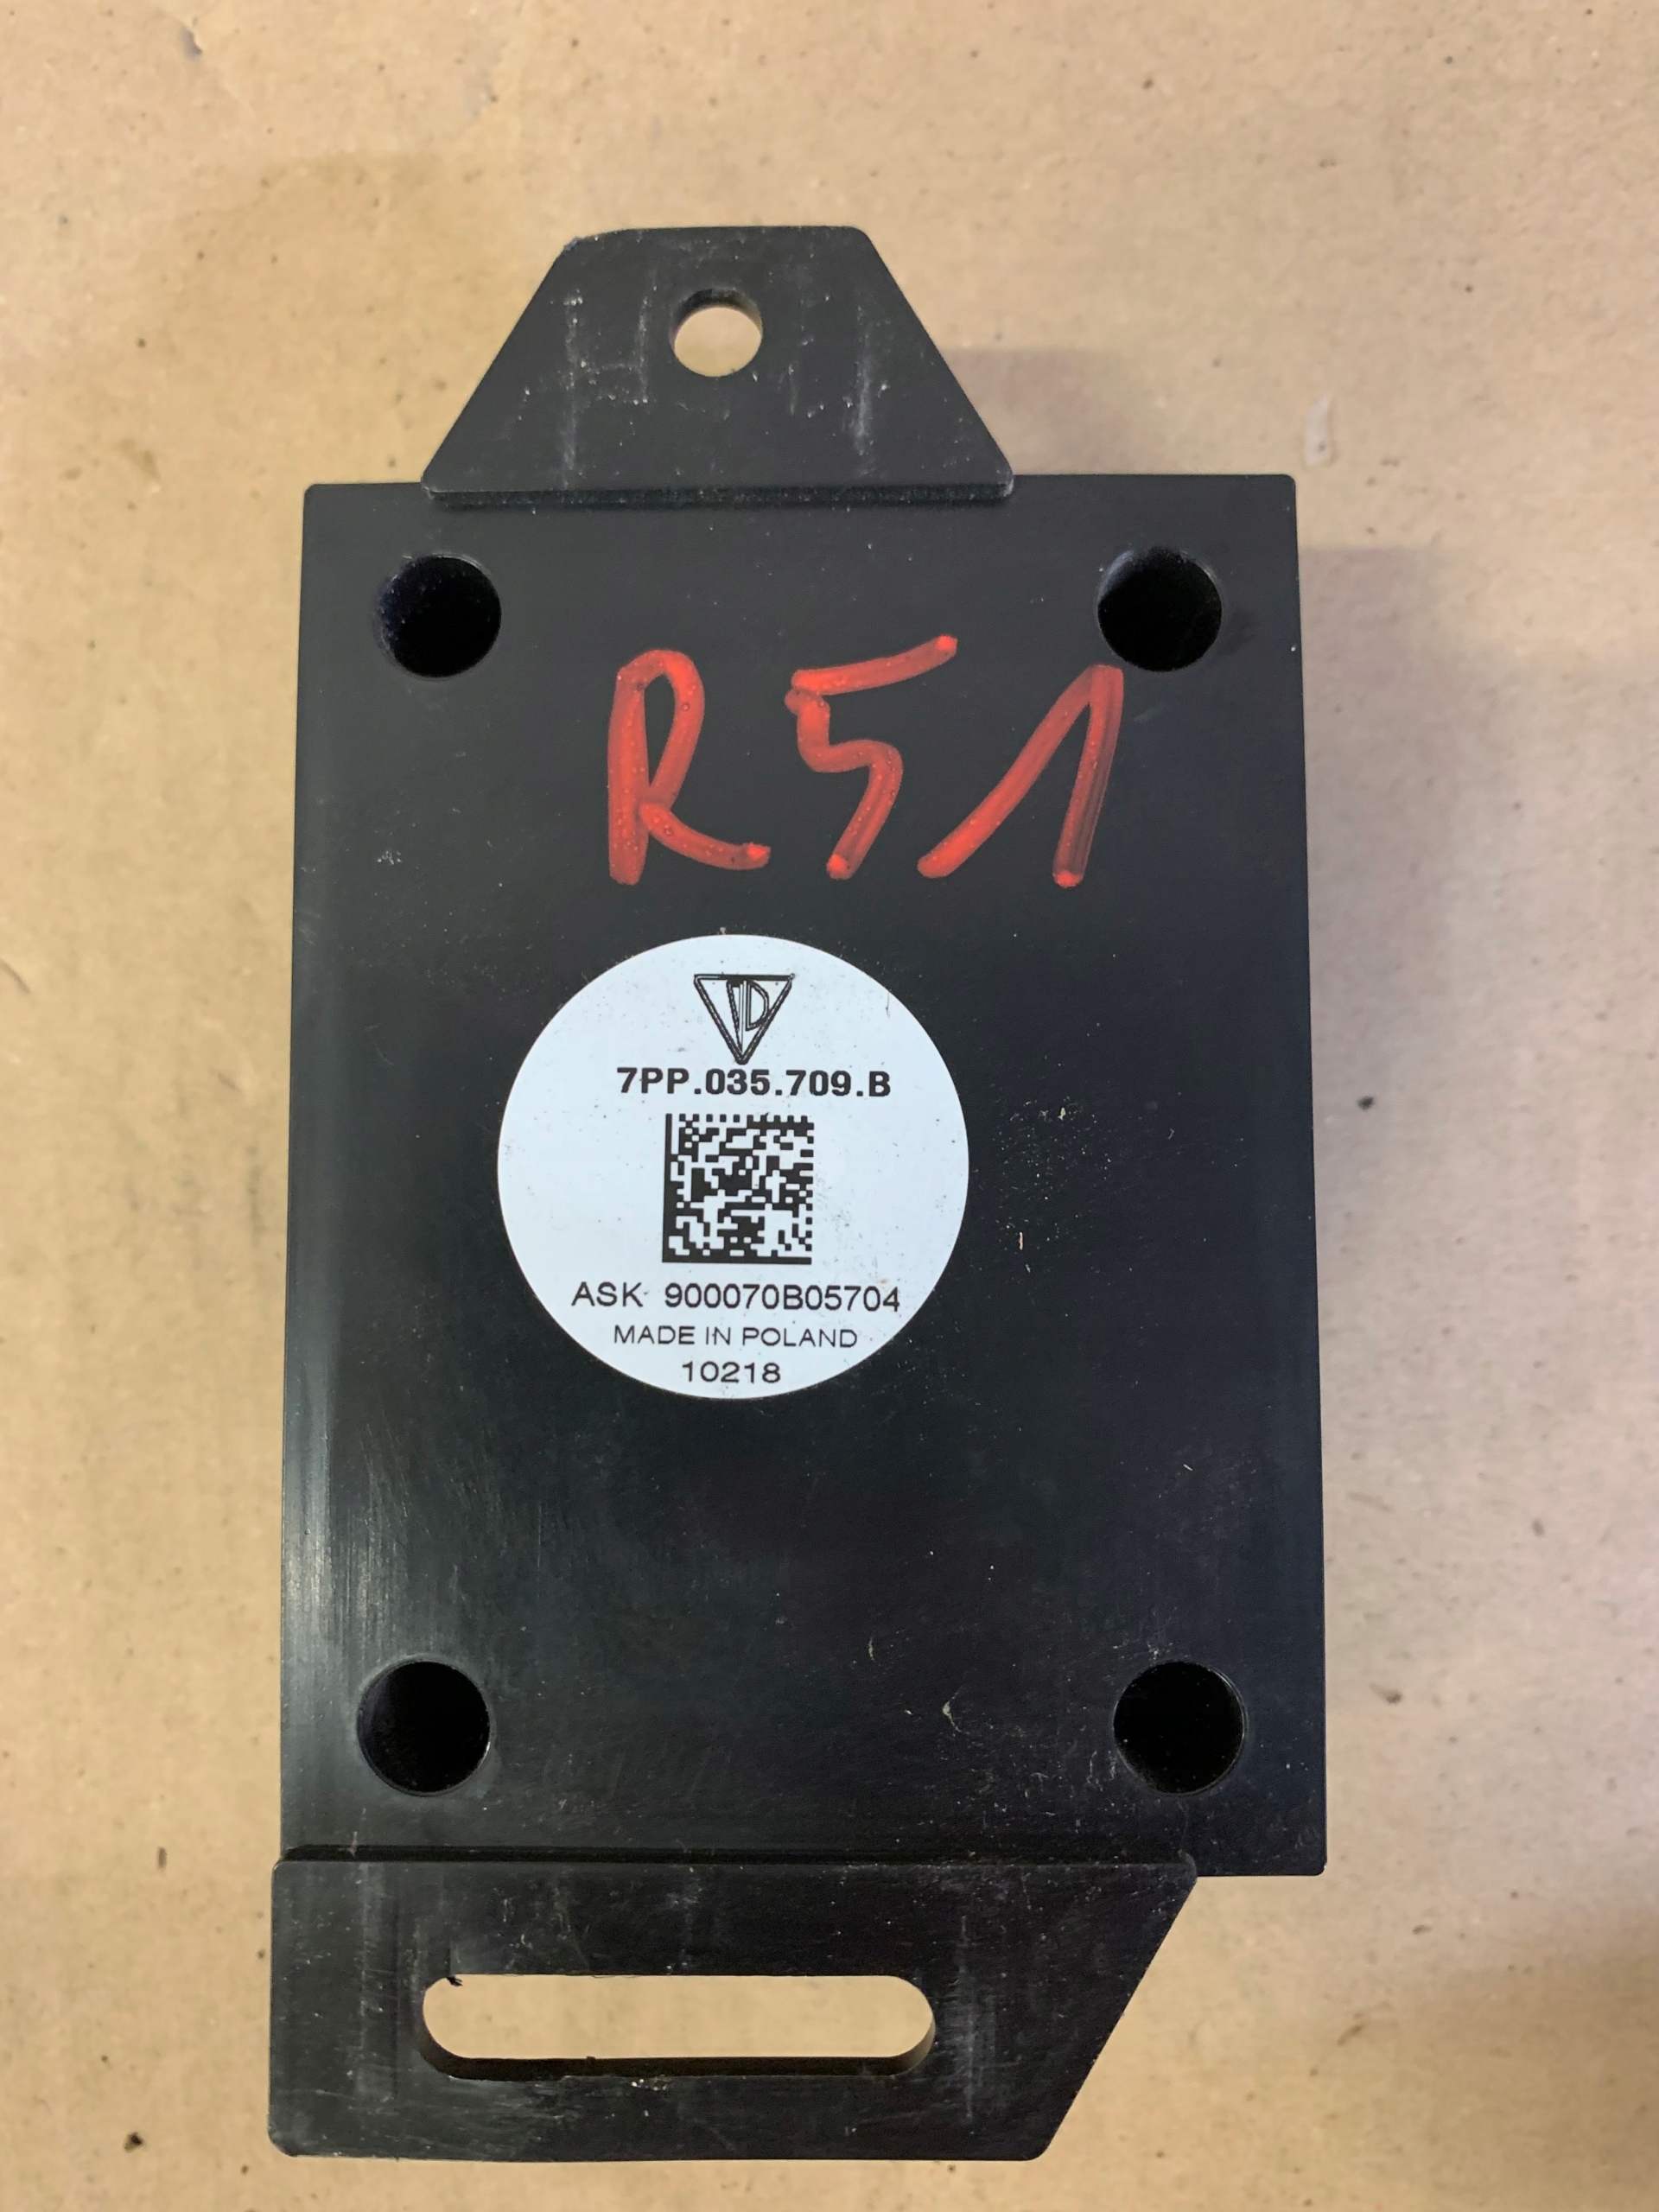 R51
7PP.035.709.B
ASK 900070B05704
MADE IN POLAND
10218